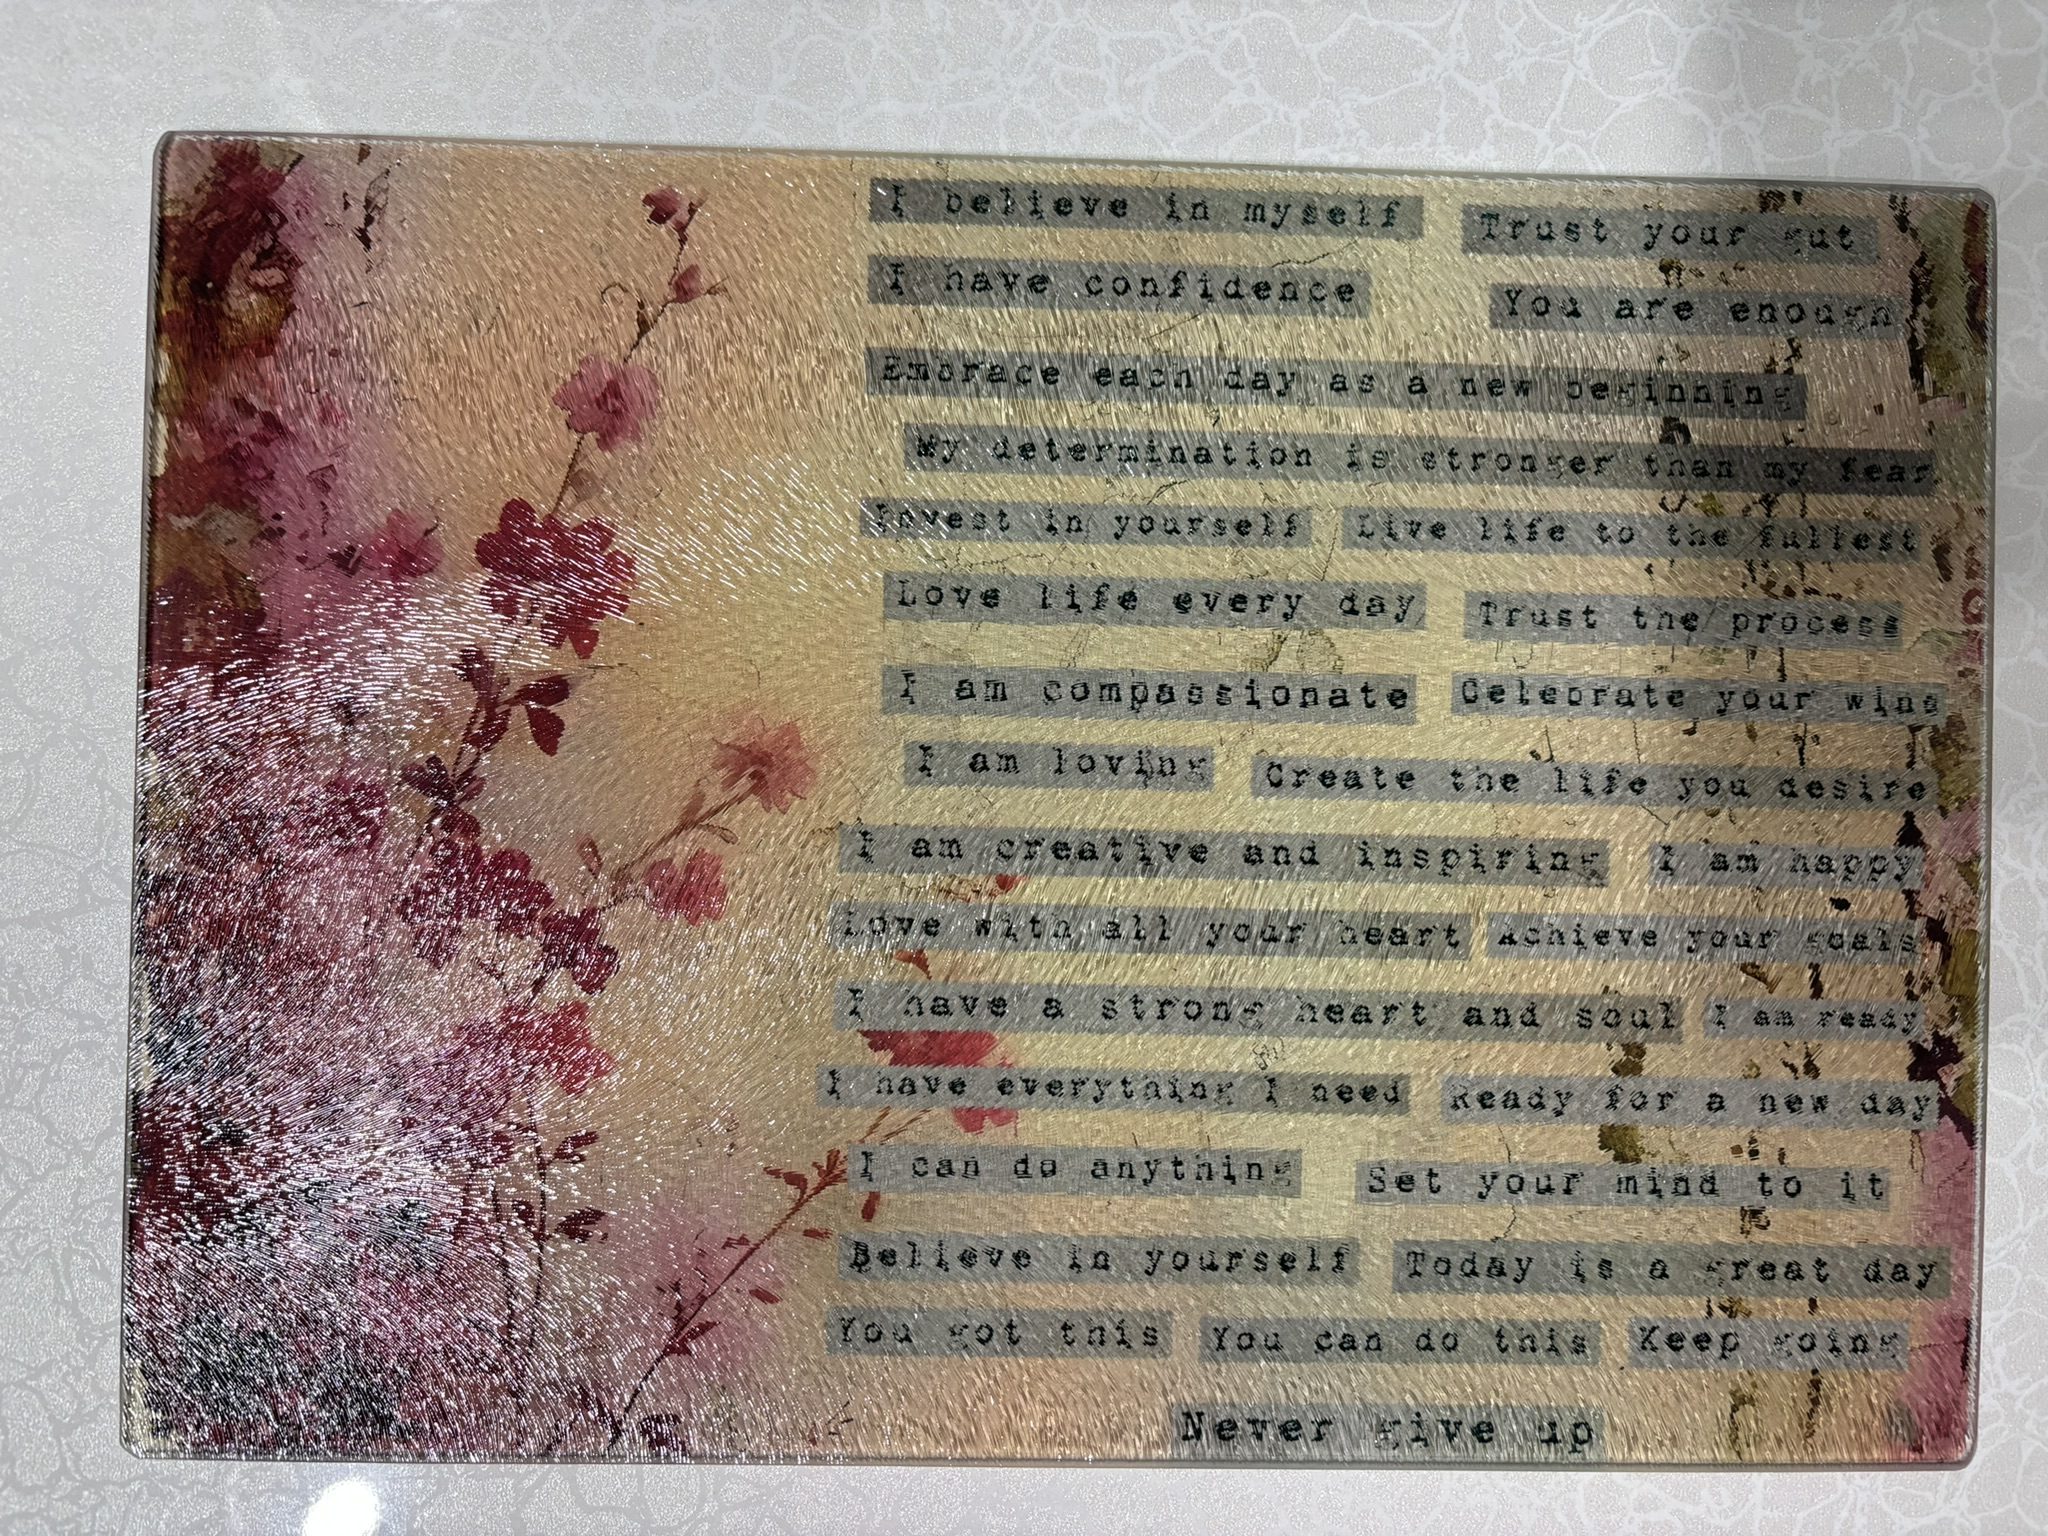 I believe in myself
Trust your gut
I have confidence
You are enough
Embrace each day as a new beginning
My determination is stronger than my fear
Invest in yourself
Live life to the fullest
Love life every day
Trust the process
I am compassionate
Celebrate your wins
I am loving
Create the life you desire
I am creative and inspiring
I am happy
Love with all your heart
Achieve your goals
I have a strong heart and soul
I am ready
I have everything I need
Ready for a new day
I can do anything
Set your mind to it
Believe in yourself
Today is a great day
You got this
You can do this
Keep going
Never give up